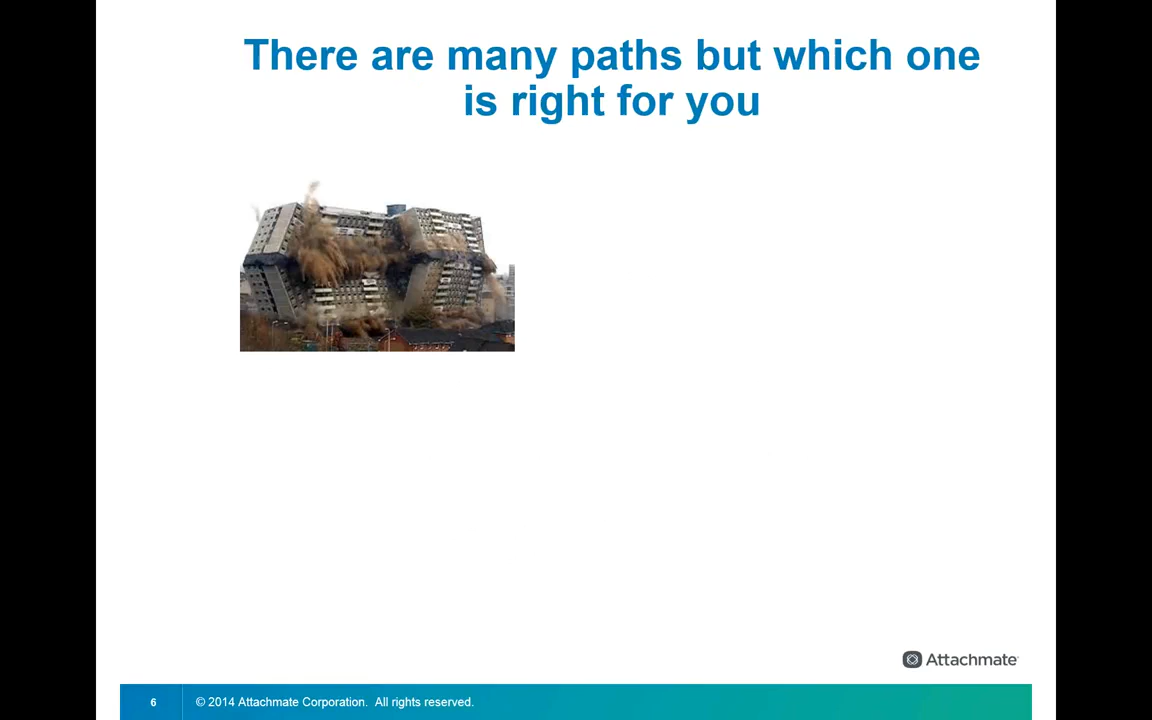 There are many paths but which one
is right for you
Attachmate
6
© 2014 Attachmate Corporation. All rights reserved.